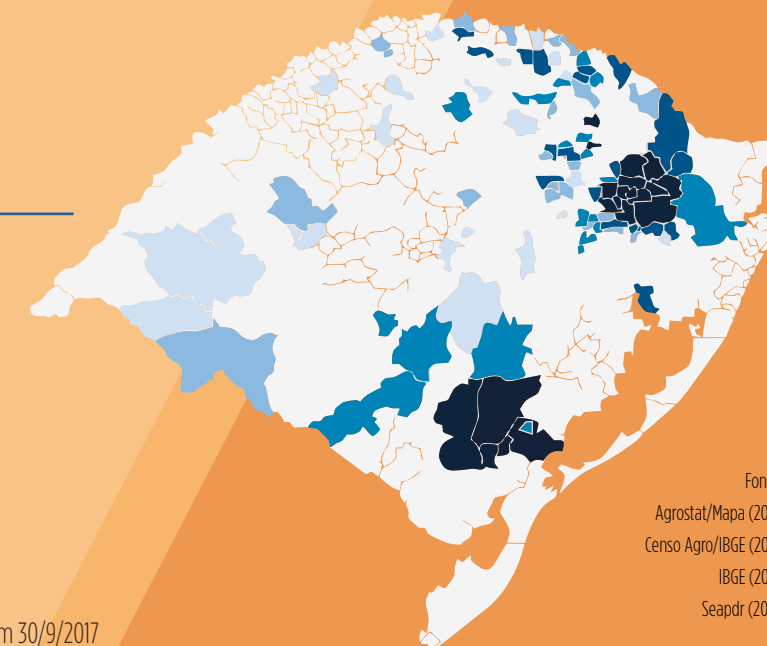 Fon
Agrostat/Mapa (20
Censo Agro/IBGE (20
IBGE (20
Seapdr (20
m 30/9/2017